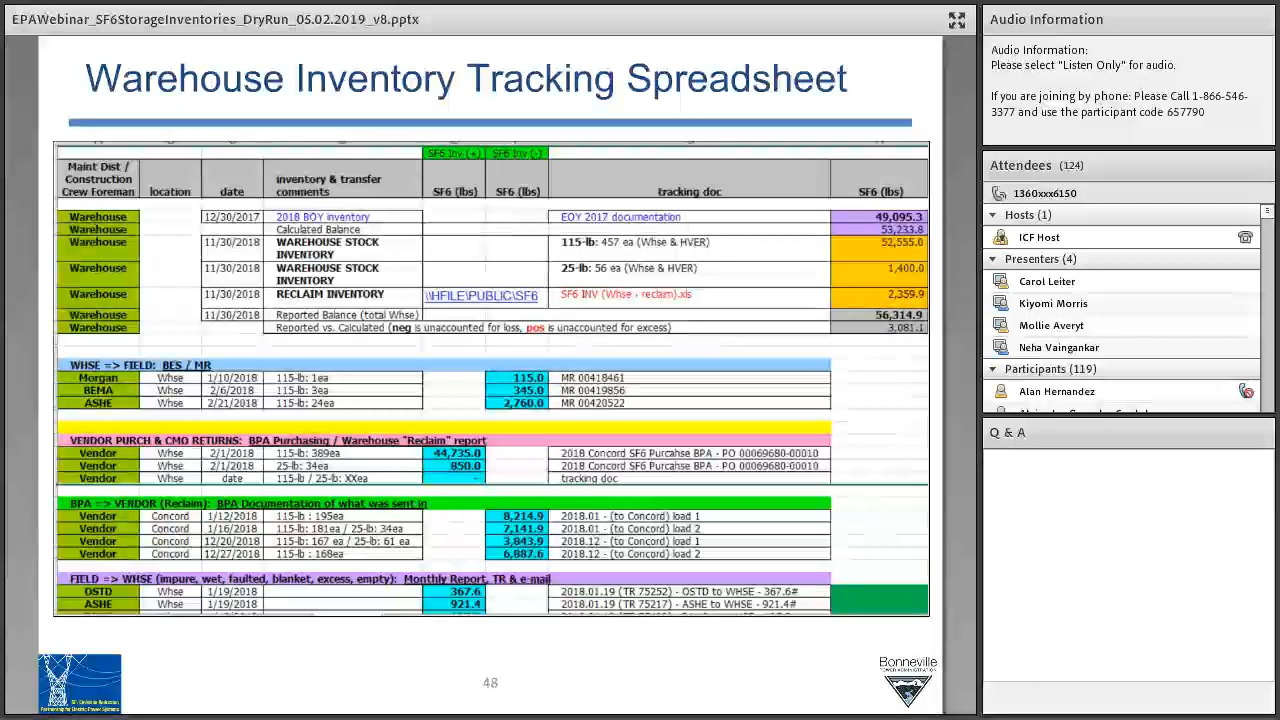 EPAWebinar_SF6StorageInventories_DryRun_05.02.2019_v8.pptx
Warehouse Inventory Tracking Spreadsheet
SF6 Inv (+) SF6 Inv (-)
Maint Dist / Construction Crew Foreman location date inventory & transfer comments SF6 (lbs) SF6 (lbs) tracking doc SF6 (lbs)
Warehouse 12/30/2017 2018 BOY inventory EOY 2017 documentation 49,095.3
Warehouse Calculated Balance 53,233.8
Warehouse 11/30/2018 WAREHOUSE STOCK INVENTORY 115-lb: 457 ea (Whse & HVER) 52,555.0
Warehouse 11/30/2018 WAREHOUSE STOCK INVENTORY 25-lb: 56 ea (Whse & HVER) 1,400.0
Warehouse 11/30/2018 RECLAIM INVENTORY \\HFILE\PUBLIC\SF6 SF6 INV (Whse - reclaim).xls 2,359.9
Warehouse 11/30/2018 Reported Balance (total Whse) 56,314.9
Warehouse Reported vs. Calculated (neg is unaccounted for loss, pos is unaccounted for excess) 3,081.1
WHSE => FIELD: BES / MR
Morgan Whse 1/10/2018 115-lb: 1ea 115.0 MR 00418461
BEMA Whse 2/6/2018 115-lb: 3ea 345.0 MR 00419856
ASHE Whse 2/21/2018 115-lb: 24ea 2,760.0 MR 00420522
VENDOR PURCH & CMO RETURNS: BPA Purchasing / Warehouse "Reclaim" report
Vendor 2/1/2018 115-lb: 389ea 44,735.0 2018 Concord SF6 Purcahse BPA - PO 00069680-00010
Vendor 2/1/2018 25-lb: 34ea 850.0 2018 Concord SF6 Purcahse BPA - PO 00069680-00010
Vendor date 115-lb / 25-lb: XXea - tracking doc
BPA => VENDOR (Reclaim): BPA Documentation of what was sent in
Vendor Concord 1/12/2018 115-lb : 195ea 8,214.9 2018.01 - (to Concord) load 1
Vendor Concord 1/16/2018 115-lb: 181ea / 25-lb: 34ea 7,141.9 2018.01 - (to Concord) load 2
Vendor Concord 12/20/2018 115-lb: 167 ea / 25-lb: 61 ea 3,843.9 2018.12 - (to Concord) load 1
Vendor Concord 12/27/2018 115-lb : 168ea 6,887.6 2018.12 - (to Concord) load 2
FIELD => WHSE (impure, wet, faulted, blanket, excess, empty): Monthly Report, TR & e-mail
OSTD Whse 1/19/2018 367.6 2018.01.19 (TR 75252) - OSTD to WHSE - 367.6#
ASHE Whse 1/19/2018 921.4 2018.01.19 (TR 75217) - ASHE to WHSE - 921.4#
48
Bonneville
POWER ADMINISTRATION
Audio Information
Audio Information:
Please select "Listen Only" for audio.
If you are joining by phone: Please Call 1-866-546-
3377 and use the participant code 657790
Attendees (124)
1360xxx6150
Hosts (1)
ICF Host
Presenters (4)
Carol Leiter
Kiyomi Morris
Mollie Averyt
Neha Vaingankar
Participants (119)
Alan Hernandez
Q & A